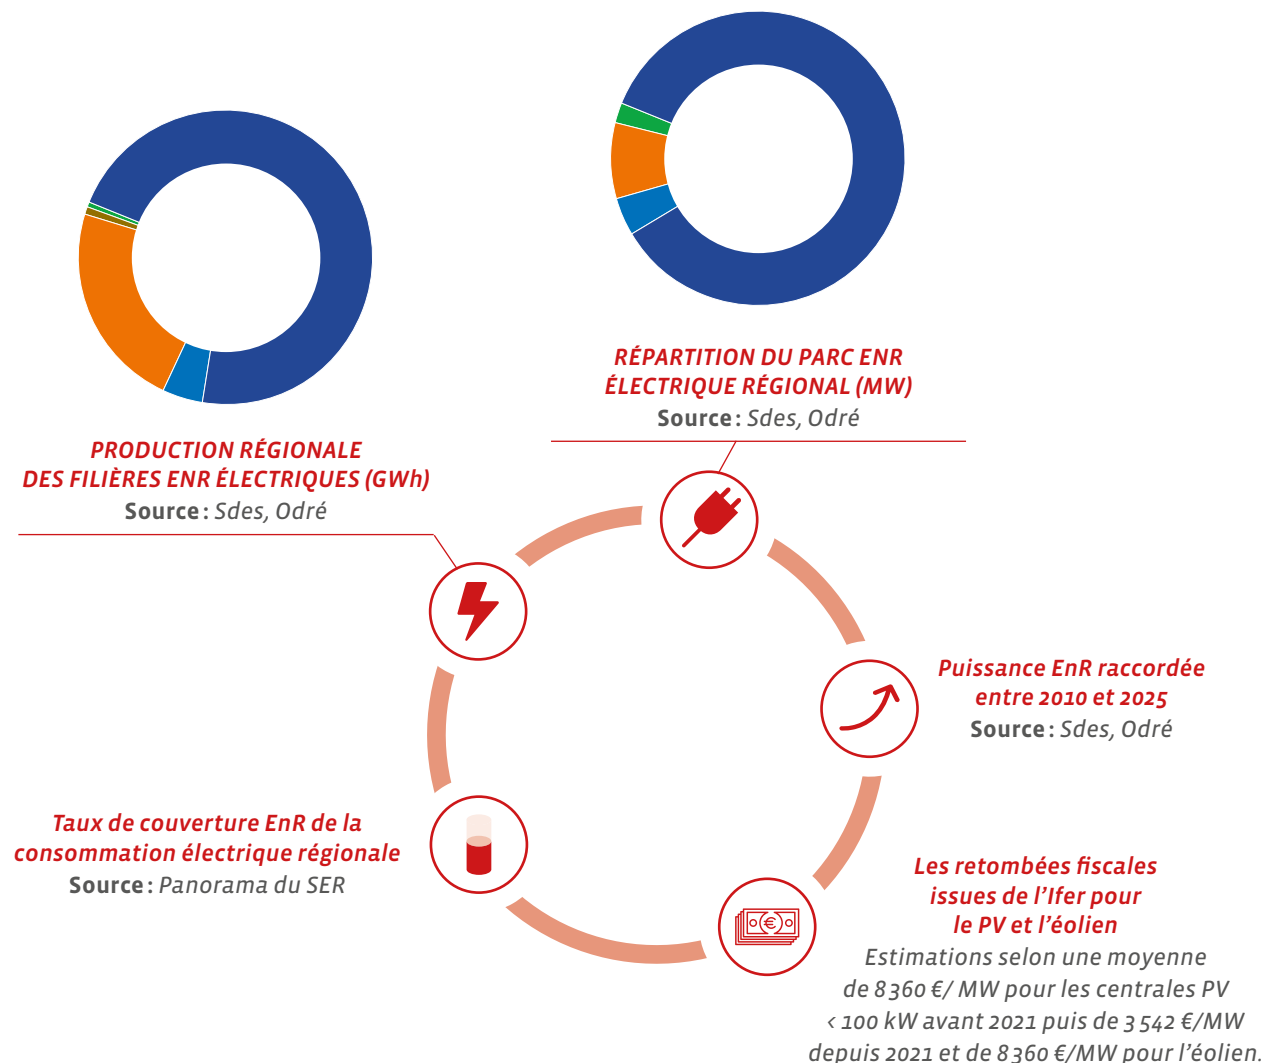 RÉPARTITION DU PARC ENR
ÉLECTRIQUE RÉGIONAL (MW)
Source : Sdes, Odré
PRODUCTION RÉGIONALE
DES FILIÈRES ENR ÉLECTRIQUES (GWh)
Source : Sdes, Odré
Puissance EnR raccordée
entre 2010 et 2025
Source : Sdes, Odré
Taux de couverture EnR de la
consommation électrique régionale
Source : Panorama du SER
Les retombées fiscales
issues de l’Ifer pour
le PV et l’éolien
Estimations selon une moyenne
de 8 360 €/ MW pour les centrales PV
< 100 kW avant 2021 puis de 3 542 €/MW
depuis 2021 et de 8 360 €/MW pour l’éolien.
€